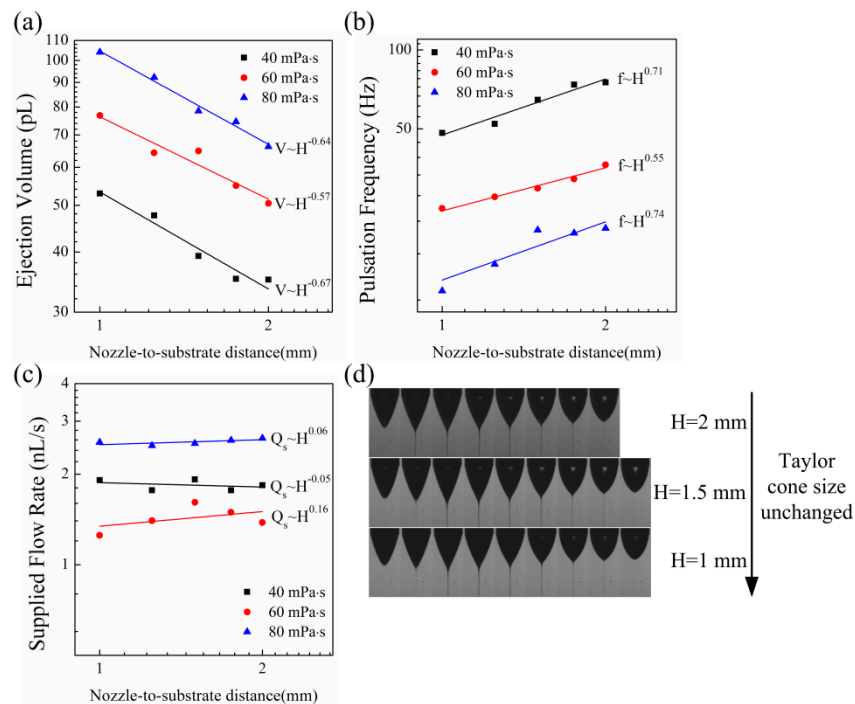 (a)
110
100
90
80
70
60
50
40
30
Ejection Volume (pL)
40 mPa·s
60 mPa·s
80 mPa·s
V~H^-0.64
V~H^-0.57
V~H^-0.67
1
2
Nozzle-to-substrate distance(mm)
(b)
100
50
Pulsation Frequency (Hz)
40 mPa·s
60 mPa·s
80 mPa·s
f~H^0.71
f~H^0.55
f~H^0.74
1
2
Nozzle-to-substrate distance(mm)
(c)
4
3
2
1
Supplied Flow Rate (nL/s)
Q_s~H^0.06
Q_s~H^-0.05
Q_s~H^0.16
40 mPa·s
60 mPa·s
80 mPa·s
1
2
Nozzle-to-substrate distance(mm)
(d)
H=2 mm
H=1.5 mm
H=1 mm
Taylor
cone size
unchanged